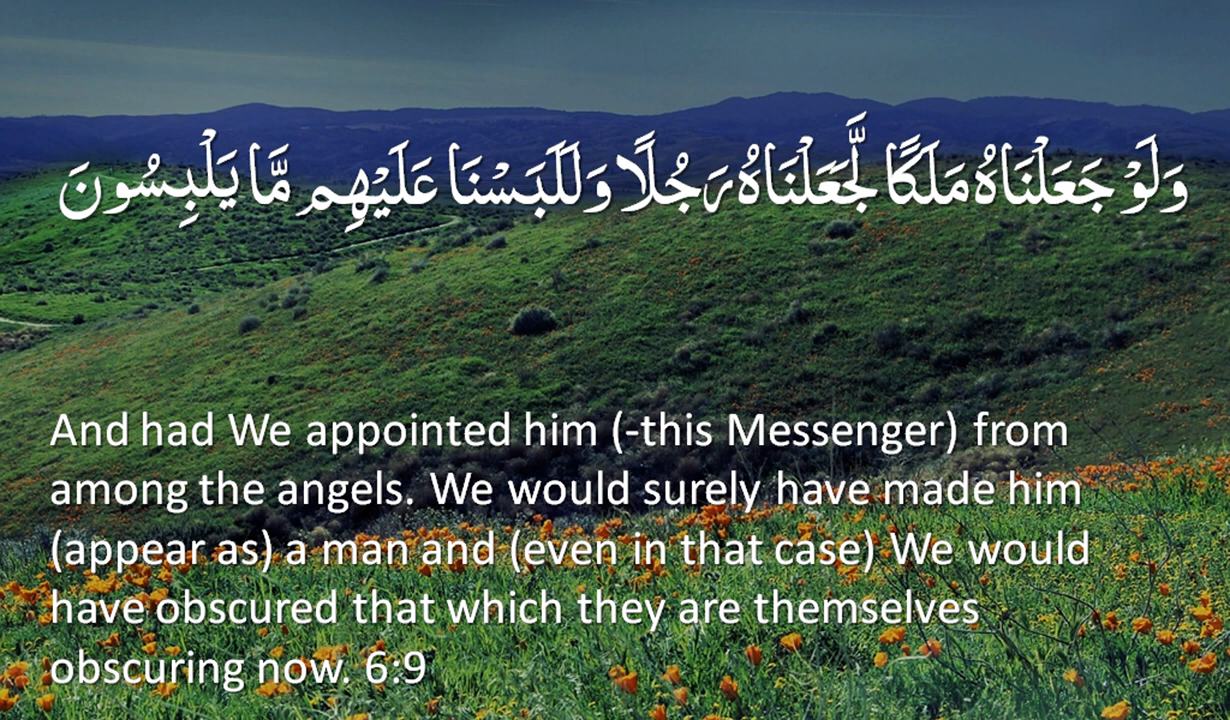 وَلَوْ جَعَلْنَاهُ مَلَكًا لَّجَعَلْنَاهُ رَجُلًا وَلَلَبَسْنَا عَلَيْهِم مَّا يَلْبِسُونَ
And had We appointed him (-this Messenger) from
among the angels. We would surely have made him
(appear as) a man and (even in that case) We would
have obscured that which they are themselves
obscuring now. 6:9